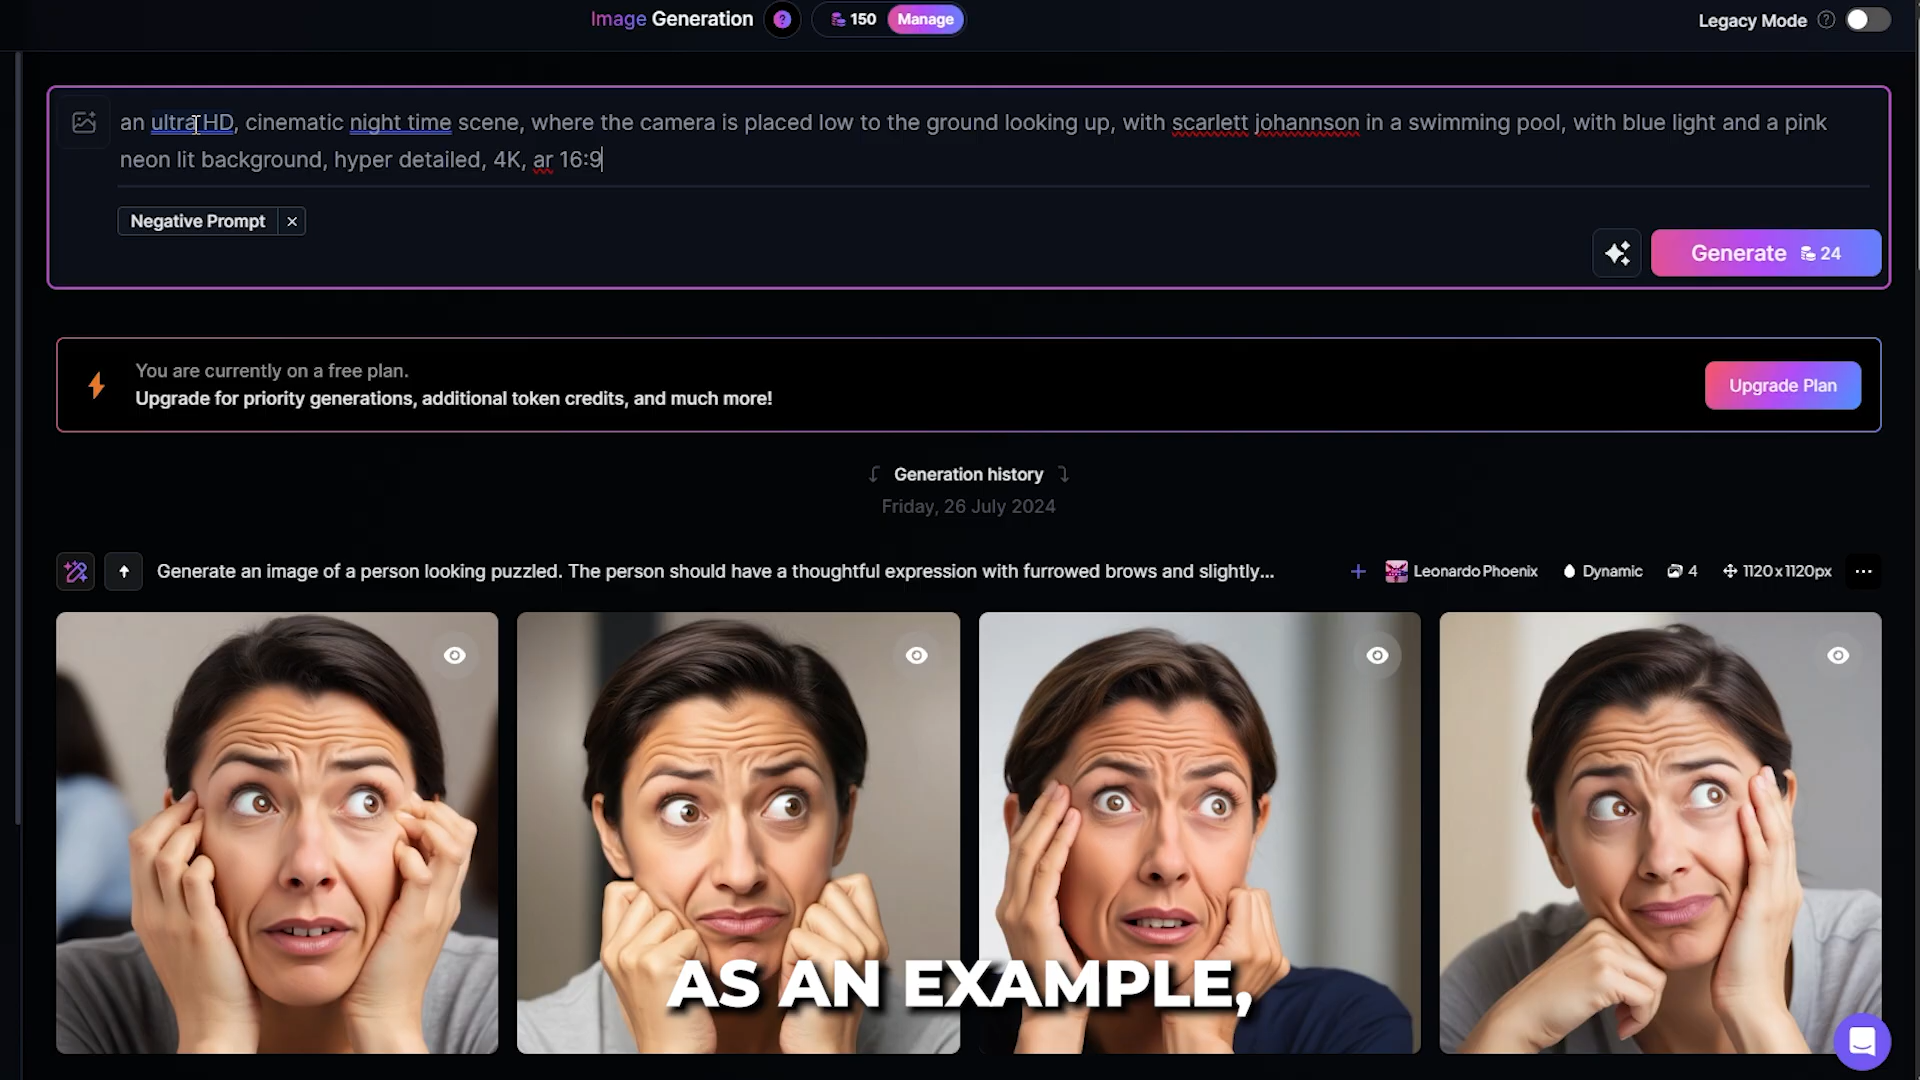 Image Generation
150
Manage
Legacy Mode
an ultra HD, cinematic night time scene, where the camera is placed low to the ground looking up, with scarlett johannson in a swimming pool, with blue light and a pink
neon lit background, hyper detailed, 4K, ar 16:9
Negative Prompt
Generate 24
You are currently on a free plan.
Upgrade for priority generations, additional token credits, and much more!
Upgrade Plan
Generation history
Friday, 26 July 2024
Generate an image of a person looking puzzled. The person should have a thoughtful expression with furrowed brows and slightly...
Leonardo Phoenix
Dynamic
4
1120 x 1120px
AS AN EXAMPLE,